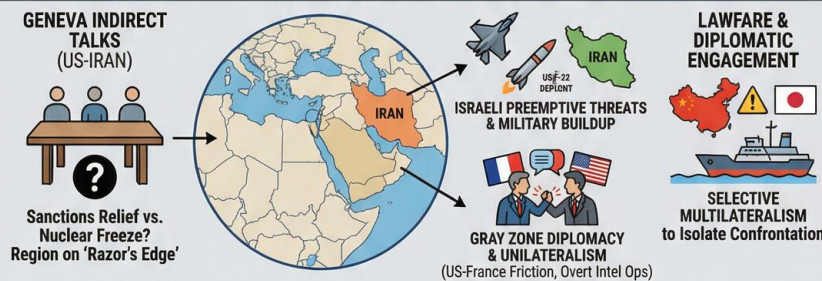 GENEVA INDIRECT
TALKS
(US-IRAN)
?
Sanctions Relief vs.
Nuclear Freeze?
Region on 'Razor's Edge'
IRAN
IRAN
ISRAELI PREEMPTIVE THREATS
& MILITARY BUILDUP
GRAY ZONE DIPLOMACY
& UNILATERALISM
(US-France Friction, Overt Intel Ops)
LAWFARE &
DIPLOMATIC
ENGAGEMENT
!
SELECTIVE
MULTILATERALISM
to Isolate Confrontation